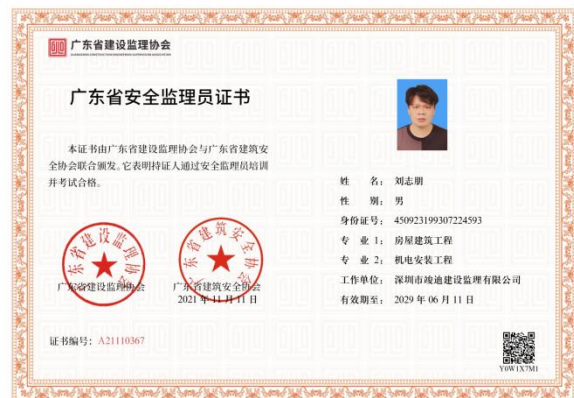 广东省建设监理协会
广东省安全监理员证书
本证书由广东省建设监理协会与广东省建筑安
全协会联合颁发。它表明持证人通过安全监理员培训
并考试合格。
广东省建设监理协会
广东省建筑安全协会
2021 年 11 月 11 日
证书编号：A21110367
姓 名：刘志朋
性 别：男
身份证号：450923199307224593
专 业 1：房屋建筑工程
专 业 2：机电安装工程
工作单位：深圳市竣迪建设监理有限公司
有效期至：2029 年 06 月 11 日
Y0W1X7M1